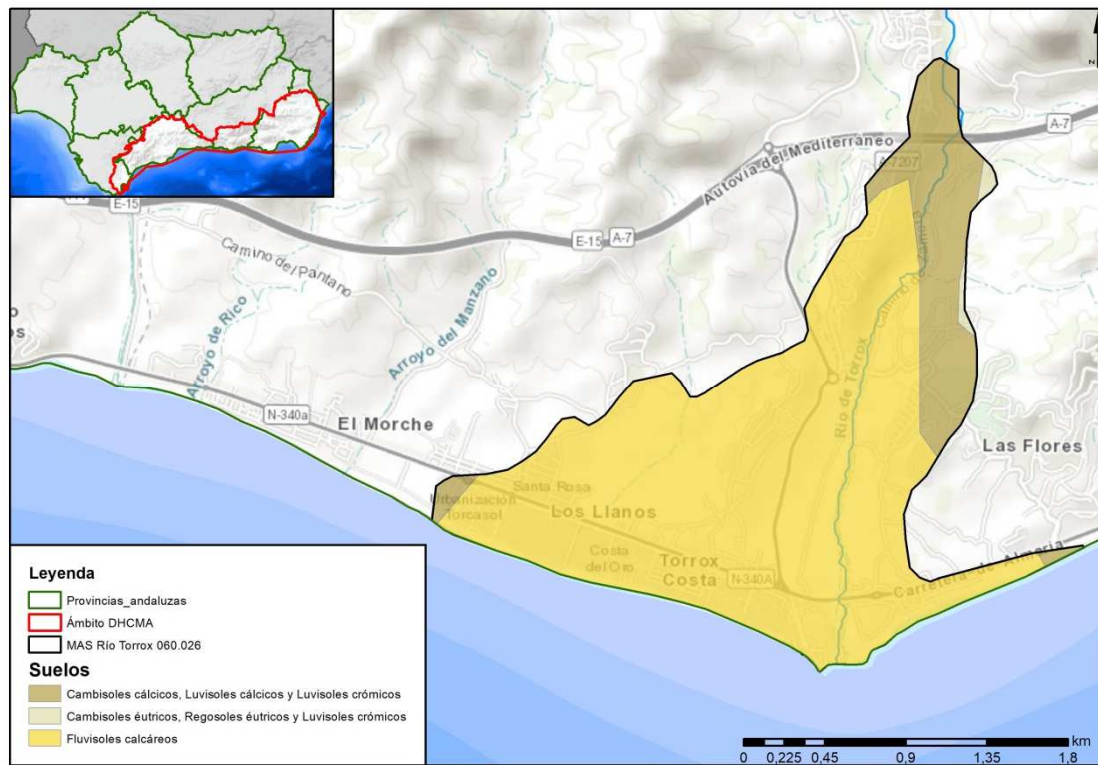 A-7
E-15
N
A-7
A-7207
Autovía del Mediterráneo
E-15
A-7
Camino del Pantano
Arroyo de Rico
Arroyo del Manzano
Río de Torrox
N-340a
El Morche
Las Flores
Santa Rosa
Urbanización
Torcasol
Los Llanos
Costa
del Oro
Torrox
Costa
N-340A
Carretera de Almería
Leyenda
Provincias_andaluzas
Ámbito DHCMA
MAS Río Torrox 060.026
Suelos
Cambisoles cálcicos, Luvisoles cálcicos y Luvisoles crómicos
Cambisoles éutricos, Regosoles éutricos y Luvisoles crómicos
Fluvisoles calcáreos
km
0 0,225 0,45 0,9 1,35 1,8